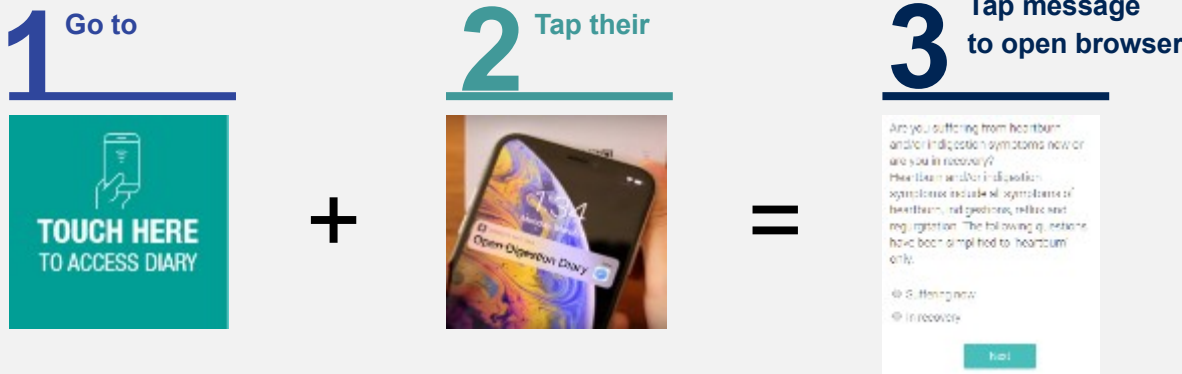 1
Go to
TOUCH HERE
TO ACCESS DIARY
+
2
Tap their
Open Digestion Diary
=
3
Tap message
to open browser
Are you suffering from heartburn
and/or indigestion symptoms now or
are you in recovery?
Heartburn and/or indigestion
symptoms include all symptoms of
heartburn, indigestions, reflux and
regurgitation. The following questions
have been simplified to 'heartburn'
only.
Suffering now
In recovery
Next